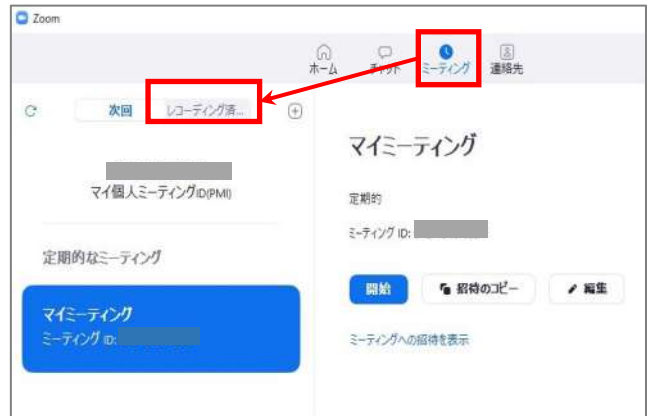 Zoom
ホーム
チャット
ミーティング
連絡先
次回
レコーディング済...
マイ個人ミーティングID(PMI)
定期的なミーティング
マイミーティング
ミーティング ID:
マイミーティング
定期的
ミーティング ID:
開始
招待のコピー
編集
ミーティングへの招待を表示